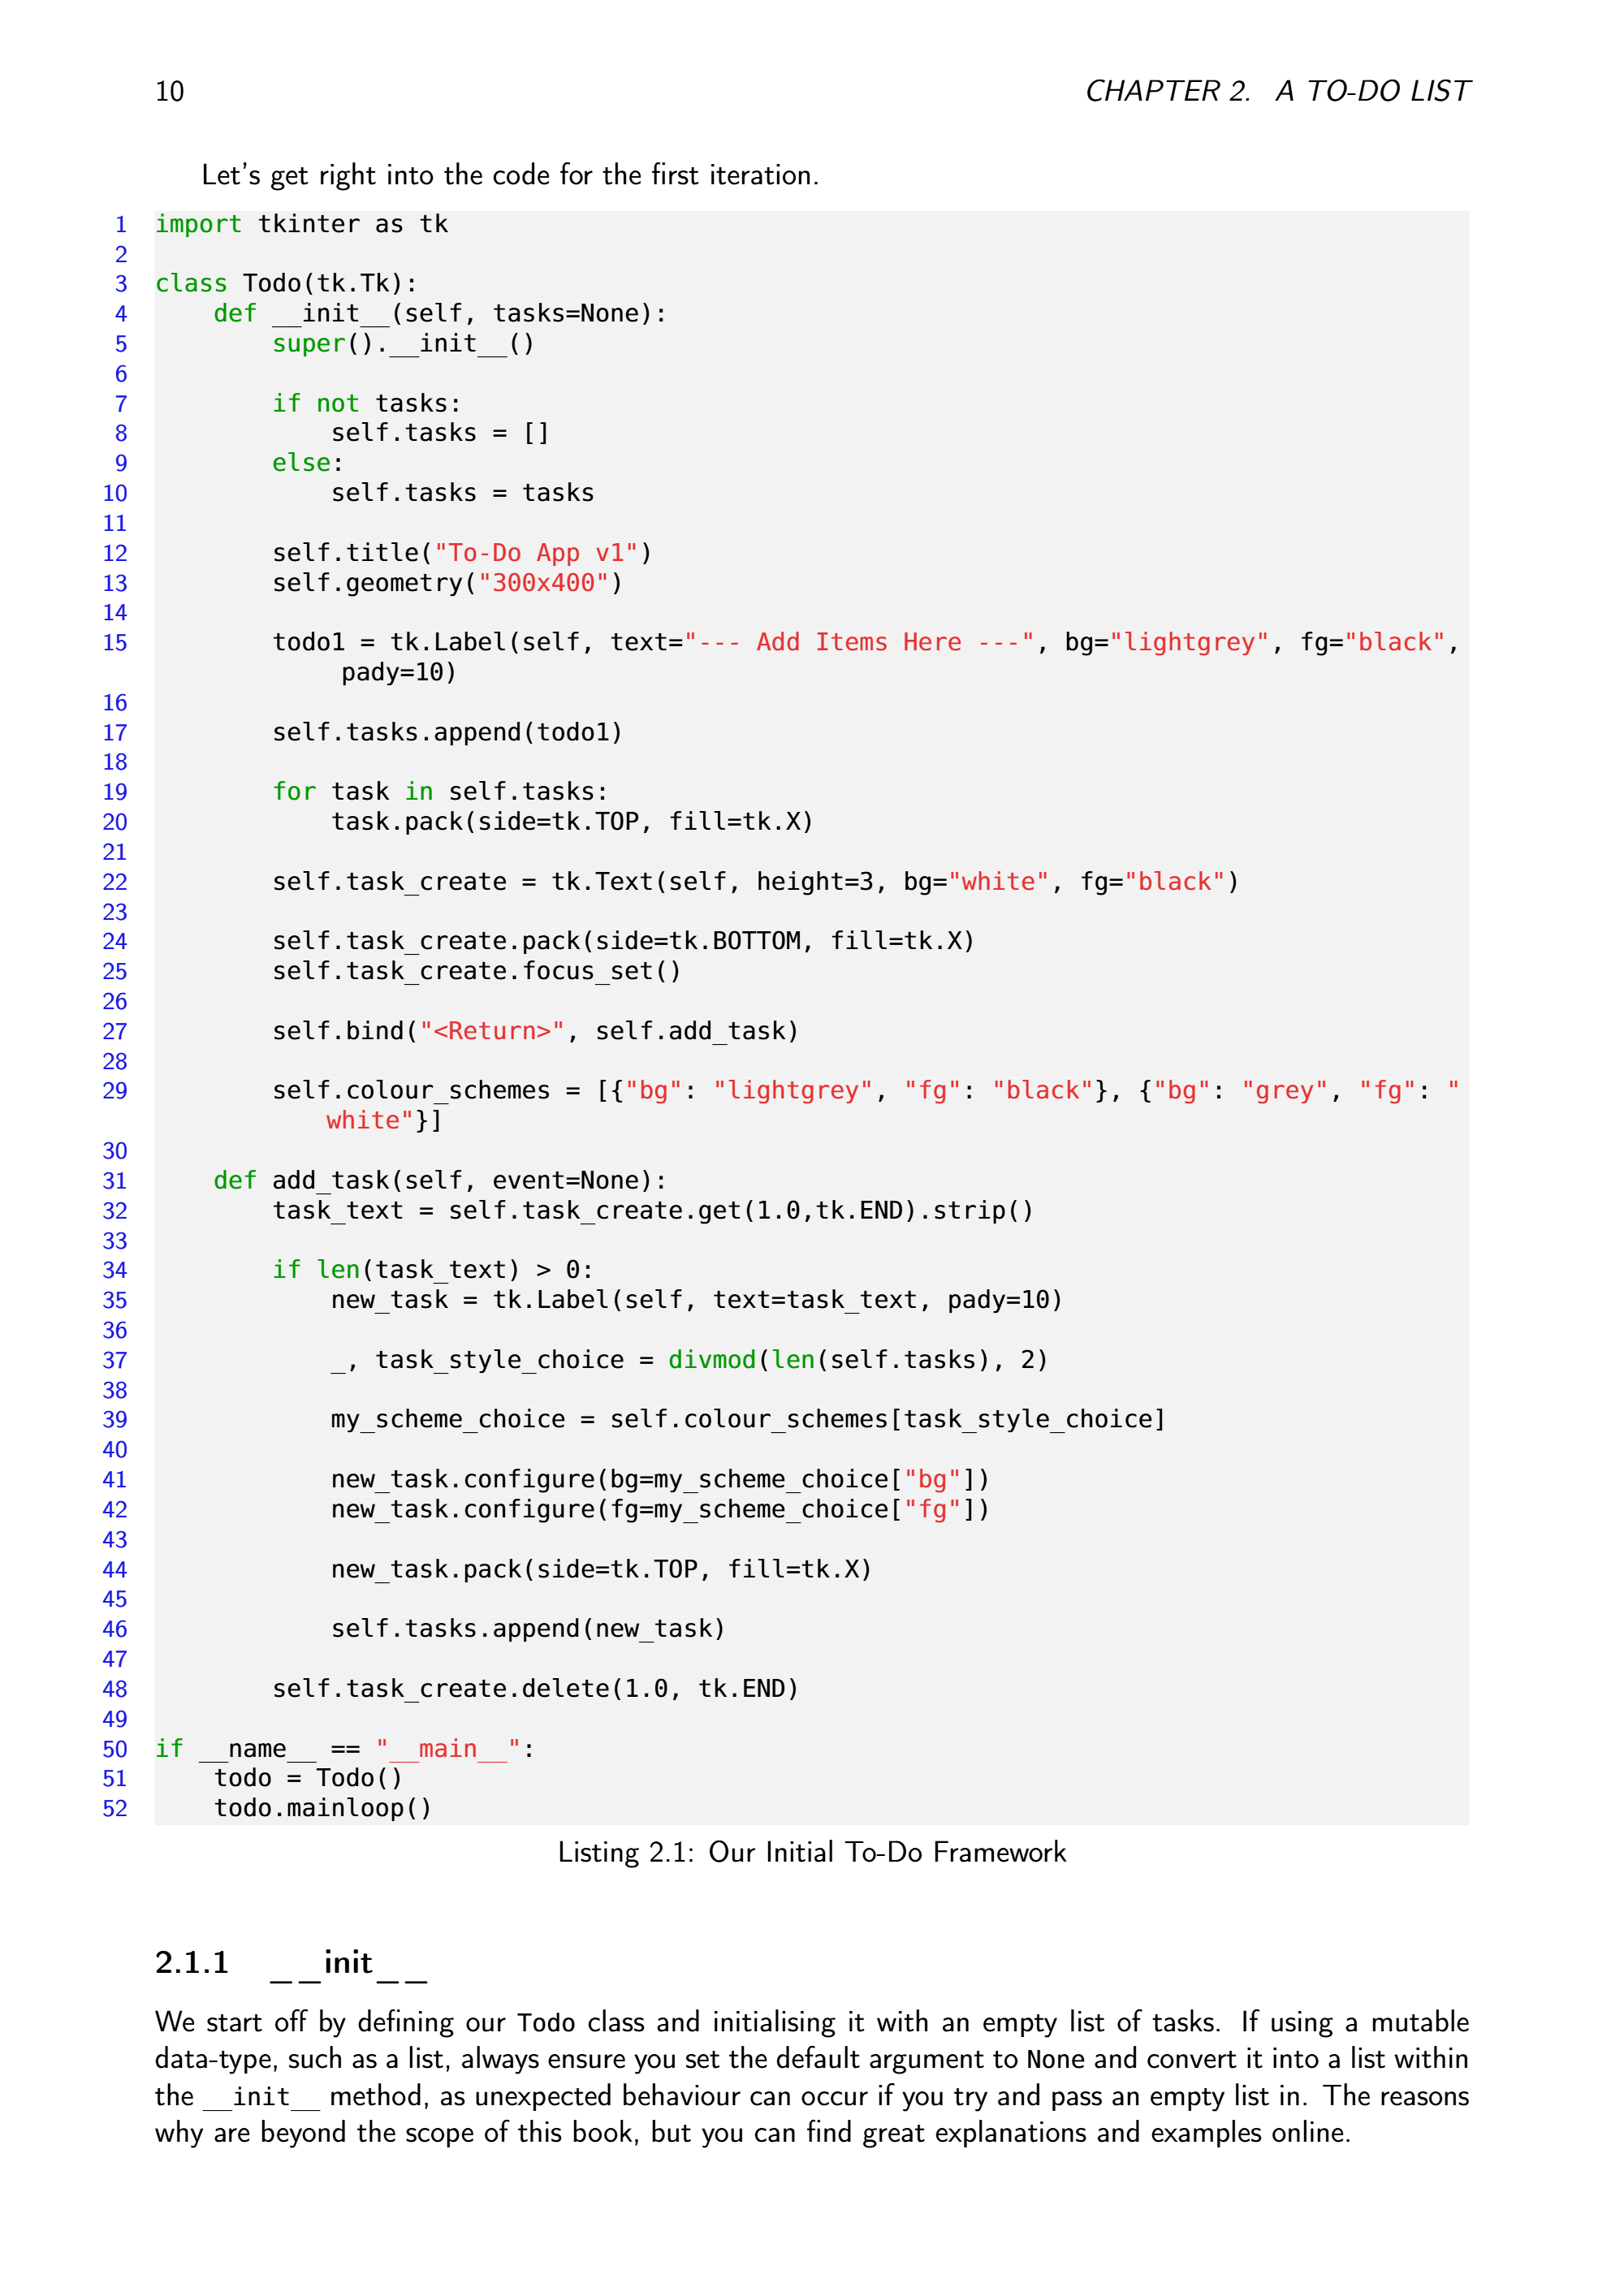 10 CHAPTER 2. A TO-DO LIST
Let's get right into the code for the first iteration.
1 import tkinter as tk
2
3 class Todo(tk.Tk):
4     def __init__(self, tasks=None):
5         super().__init__()
6
7         if not tasks:
8             self.tasks = []
9         else:
10             self.tasks = tasks
11
12         self.title("To-Do App v1")
13         self.geometry("300x400")
14
15         todo1 = tk.Label(self, text="--- Add Items Here ---", bg="lightgrey", fg="black",
pady=10)
16
17         self.tasks.append(todo1)
18
19         for task in self.tasks:
20             task.pack(side=tk.TOP, fill=tk.X)
21
22         self.task_create = tk.Text(self, height=3, bg="white", fg="black")
23
24         self.task_create.pack(side=tk.BOTTOM, fill=tk.X)
25         self.task_create.focus_set()
26
27         self.bind("<Return>", self.add_task)
28
29         self.colour_schemes = [{"bg": "lightgrey", "fg": "black"}, {"bg": "grey", "fg": "
white"}]
30
31     def add_task(self, event=None):
32         task_text = self.task_create.get(1.0,tk.END).strip()
33
34         if len(task_text) > 0:
35             new_task = tk.Label(self, text=task_text, pady=10)
36
37             _, task_style_choice = divmod(len(self.tasks), 2)
38
39             my_scheme_choice = self.colour_schemes[task_style_choice]
40
41             new_task.configure(bg=my_scheme_choice["bg"])
42             new_task.configure(fg=my_scheme_choice["fg"])
43
44             new_task.pack(side=tk.TOP, fill=tk.X)
45
46             self.tasks.append(new_task)
47
48         self.task_create.delete(1.0, tk.END)
49
50 if __name__ == "__main__":
51     todo = Todo()
52     todo.mainloop()
Listing 2.1: Our Initial To-Do Framework
2.1.1 __init__
We start off by defining our Todo class and initialising it with an empty list of tasks. If using a mutable
data-type, such as a list, always ensure you set the default argument to None and convert it into a list within
the __init__ method, as unexpected behaviour can occur if you try and pass an empty list in. The reasons
why are beyond the scope of this book, but you can find great explanations and examples online.